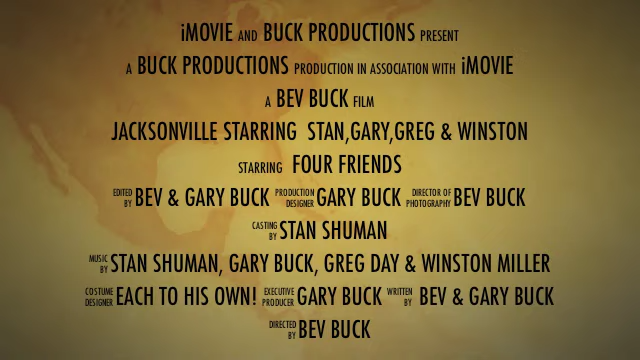 iMOVIE AND BUCK PRODUCTIONS PRESENT
A BUCK PRODUCTIONS PRODUCTION IN ASSOCIATION WITH iMOVIE
A BEV BUCK FILM
JACKSONVILLE STARRING STAN,GARY,GREG & WINSTON
STARRING FOUR FRIENDS
EDITED BY BEV & GARY BUCK PRODUCTION DESIGNER GARY BUCK DIRECTOR OF PHOTOGRAPHY BEV BUCK
CASTING BY STAN SHUMAN
MUSIC BY STAN SHUMAN, GARY BUCK, GREG DAY & WINSTON MILLER
COSTUME DESIGNER EACH TO HIS OWN! EXECUTIVE PRODUCER GARY BUCK WRITTEN BY BEV & GARY BUCK
DIRECTED BY BEV BUCK